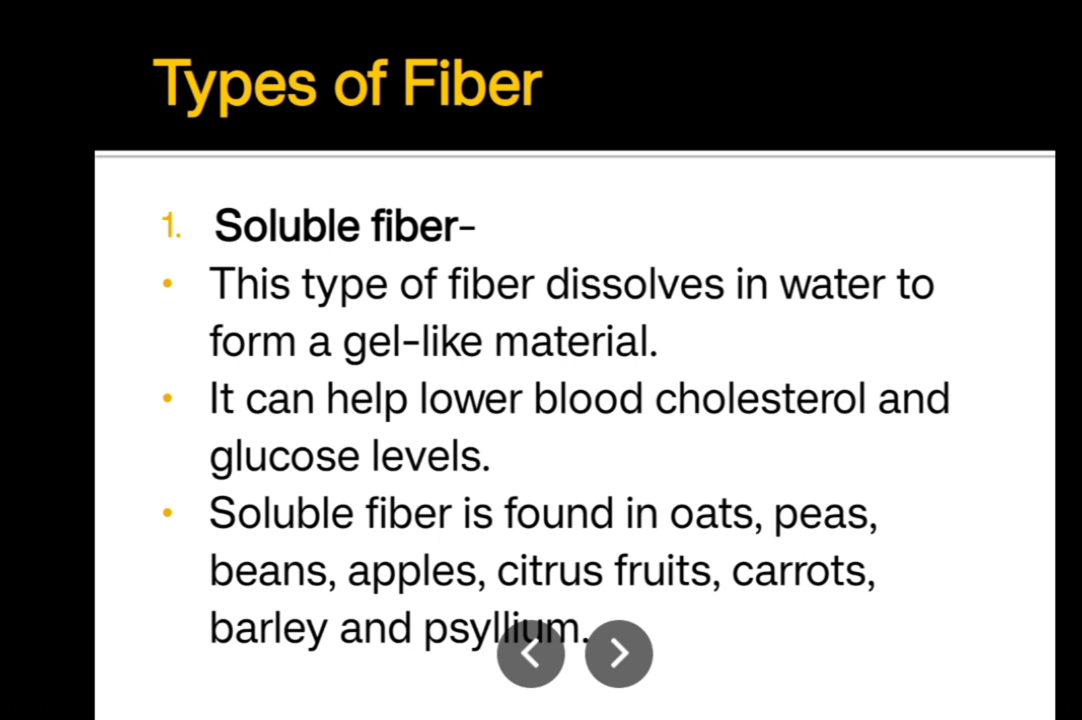 Types of Fiber
1. Soluble fiber-
• This type of fiber dissolves in water to
form a gel-like material.
• It can help lower blood cholesterol and
glucose levels.
• Soluble fiber is found in oats, peas,
beans, apples, citrus fruits, carrots,
barley and psyllium.